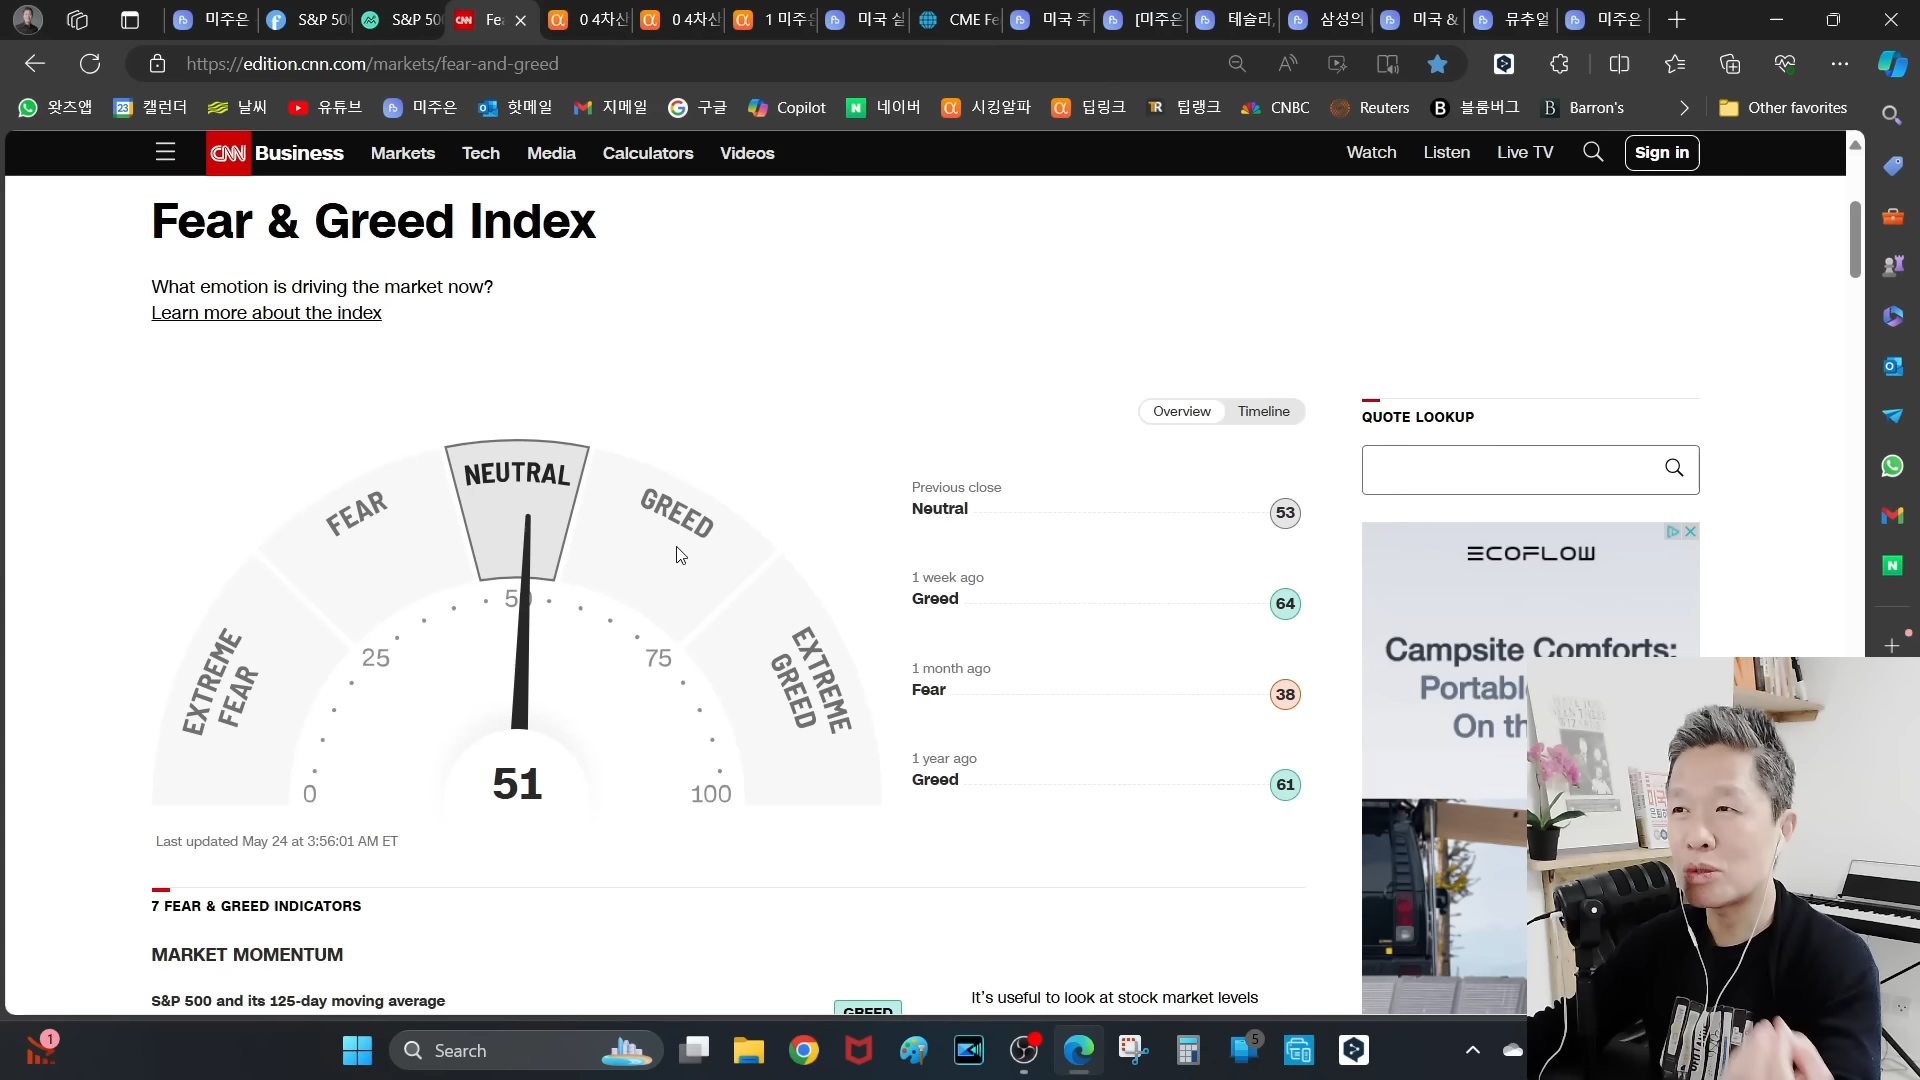 미주은
S&P 50
S&P 50
CNN
Fe
0 4차산
0 4차산
1 미주은
미국 실
CME Fe
미국 주
[미주은
테슬라,
삼성의
미국 &
뮤추얼
미주은
https://edition.cnn.com/markets/fear-and-greed
왓츠앱
캘런더
날씨
유튜브
미주은
핫메일
지메일
구글
Copilot
네이버
시킹알파
딥링크
팁랭크
CNBC
Reuters
블룸버그
Barron's
Other favorites
CNN Business
Markets
Tech
Media
Calculators
Videos
Watch
Listen
Live TV
Sign in
Fear & Greed Index
What emotion is driving the market now?
Learn more about the index
Overview
Timeline
QUOTE LOOKUP
EXTREME FEAR
FEAR
NEUTRAL
GREED
EXTREME GREED
0
25
50
75
100
51
Last updated May 24 at 3:56:01 AM ET
Previous close
Neutral
53
1 week ago
Greed
64
1 month ago
Fear
38
1 year ago
Greed
61
ECOFLOW
Campsite Comforts:
Portabl
On th
7 FEAR & GREED INDICATORS
MARKET MOMENTUM
S&P 500 and its 125-day moving average
GREED
It's useful to look at stock market levels
1
Search
5